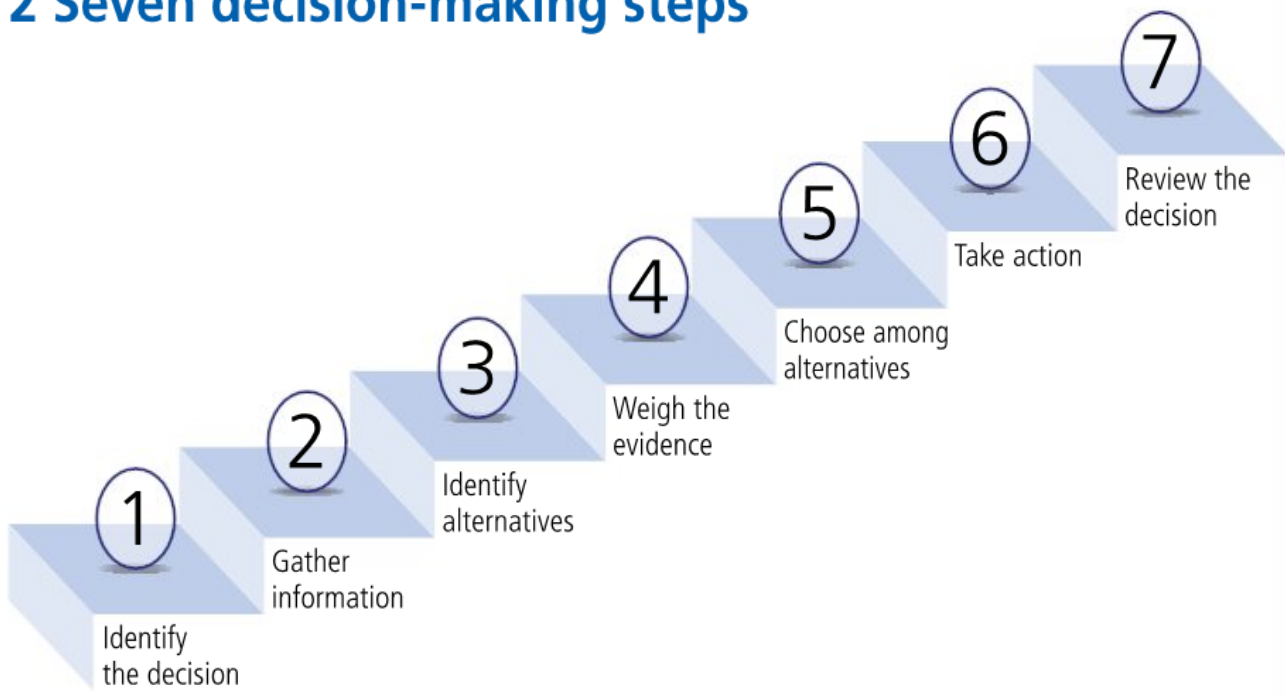 2 Seven decision-making steps
1
Identify
the decision
2
Gather
information
3
Identify
alternatives
4
Weigh the
evidence
5
Choose among
alternatives
6
Take action
7
Review the
decision